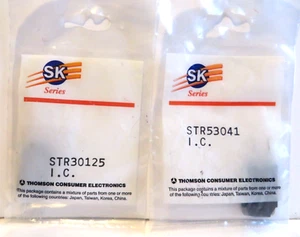 SK
Series
STR30125
I.C.
THOMSON CONSUMER ELECTRONICS
This package contains a mixture of parts from one or more
of the following countries: Japan, Taiwan, Korea, China.
SK
Series
STR53041
I.C.
THOMSON CONSUMER ELECTRONICS
This package contains a mixture of parts from one or more
of the following countries: Japan, Taiwan, Korea, China.